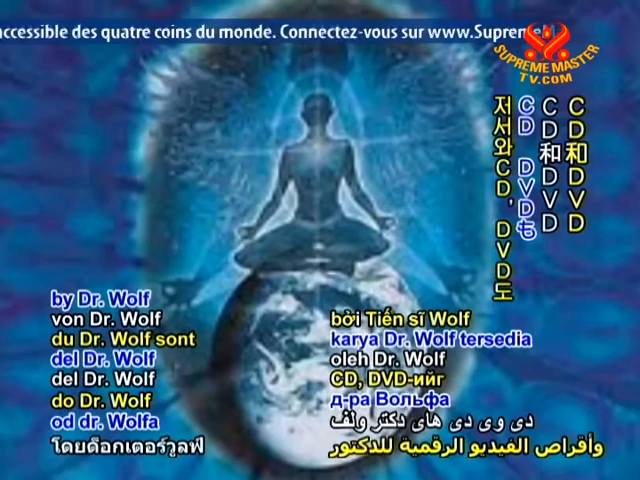 accessible des quatre coins du monde. Connectez-vous sur www.Supreme
SUPREME MASTER
TV.COM
CD和DVD
CD和DVD
CD DVDも
저서와CD, DVD도
by Dr. Wolf
von Dr. Wolf
du Dr. Wolf sont
del Dr. Wolf
del Dr. Wolf
do Dr. Wolf
od dr. Wolfa
โดยด็อกเตอร์วูลฟ์
bởi Tiến sĩ Wolf
karya Dr. Wolf tersedia
oleh Dr. Wolf
CD, DVD-ийг
д-ра Вольфа
دی وی دی های دکتر ولف
وأقراص الفيديو الرقمية للدكتور